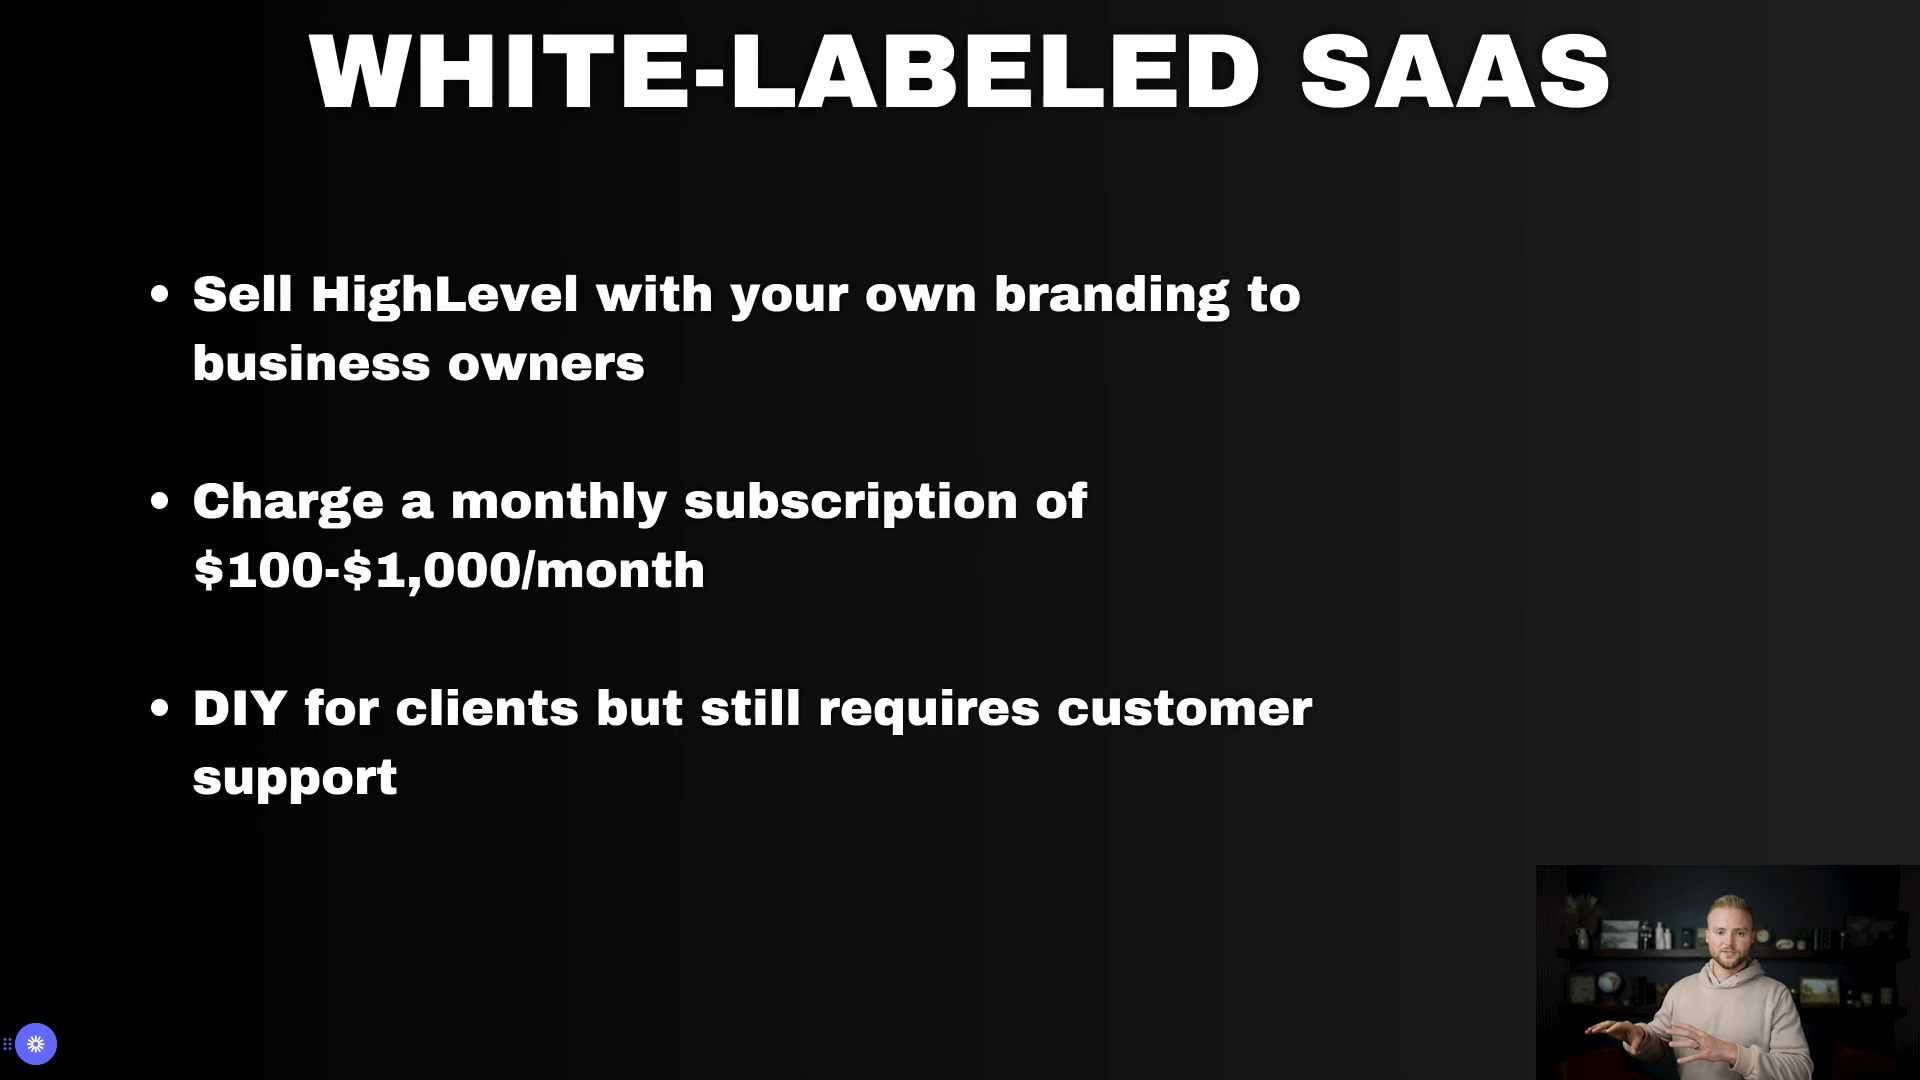 WHITE-LABELED SAAS
• Sell HighLevel with your own branding to
business owners
• Charge a monthly subscription of
$100-$1,000/month
• DIY for clients but still requires customer
support